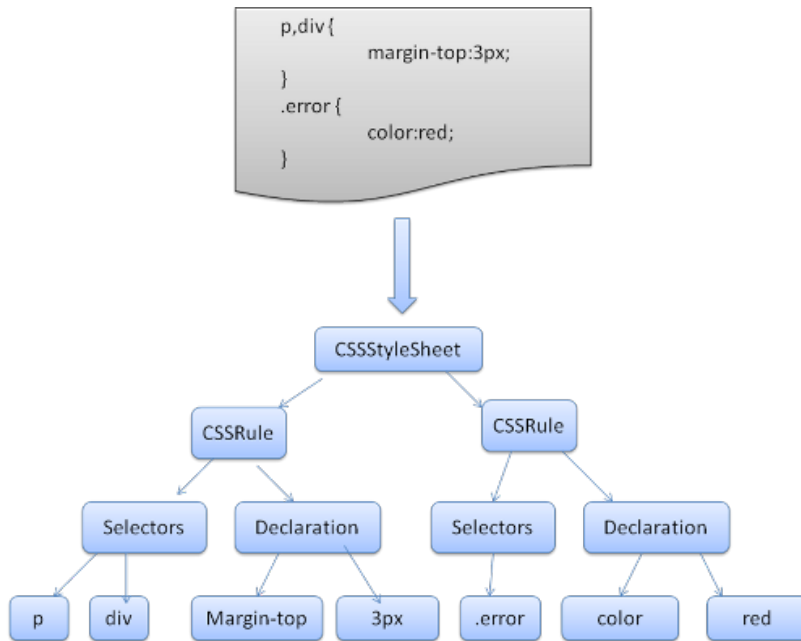 p,div {
margin-top:3px;
}
.error {
color:red;
}
CSSStyleSheet
CSSRule
CSSRule
Selectors
Declaration
Selectors
Declaration
p
div
Margin-top
3px
.error
color
red